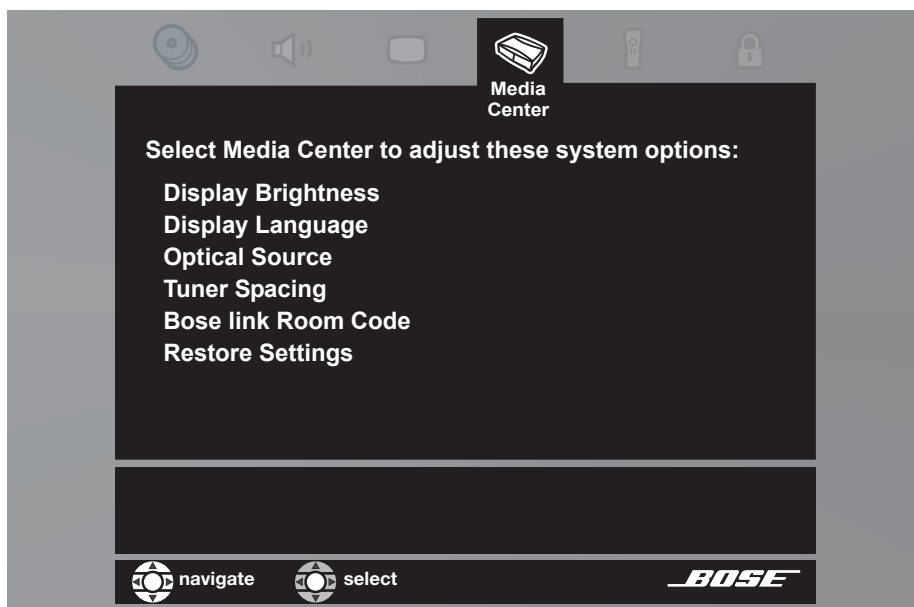 Media
Center
Select Media Center to adjust these system options:
Display Brightness
Display Language
Optical Source
Tuner Spacing
Bose link Room Code
Restore Settings
navigate select BOSE